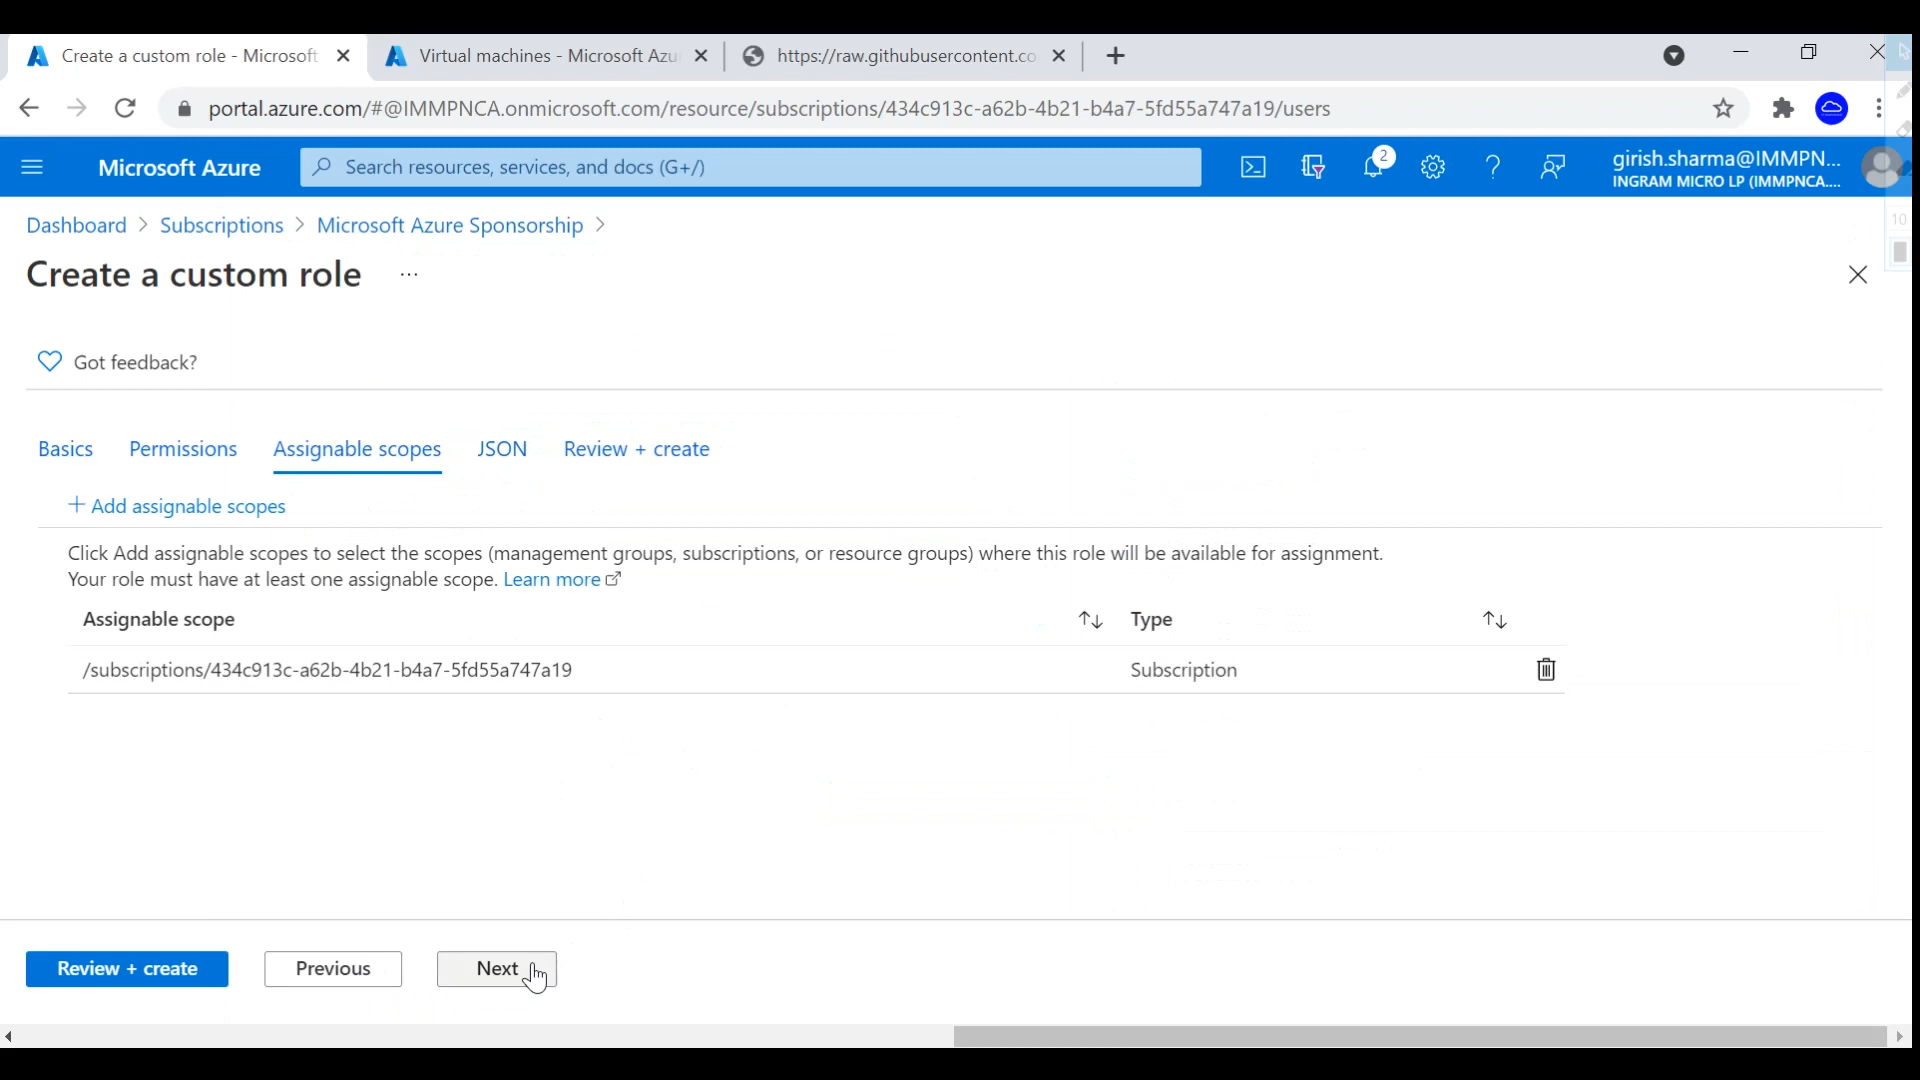 Create a custom role - Microsoft
Virtual machines - Microsoft Azu
https://raw.githubusercontent.co
portal.azure.com/#@IMMPNCA.onmicrosoft.com/resource/subscriptions/434c913c-a62b-4b21-b4a7-5fd55a747a19/users
Microsoft Azure
Search resources, services, and docs (G+/)
2
girish.sharma@IMMPN...
INGRAM MICRO LP (IMMPNCA....
10
Dashboard > Subscriptions > Microsoft Azure Sponsorship >
Create a custom role ...
Got feedback?
Basics Permissions Assignable scopes JSON Review + create
+ Add assignable scopes
Click Add assignable scopes to select the scopes (management groups, subscriptions, or resource groups) where this role will be available for assignment.
Your role must have at least one assignable scope. Learn more
Assignable scope Type
/subscriptions/434c913c-a62b-4b21-b4a7-5fd55a747a19 Subscription
Review + create Previous Next